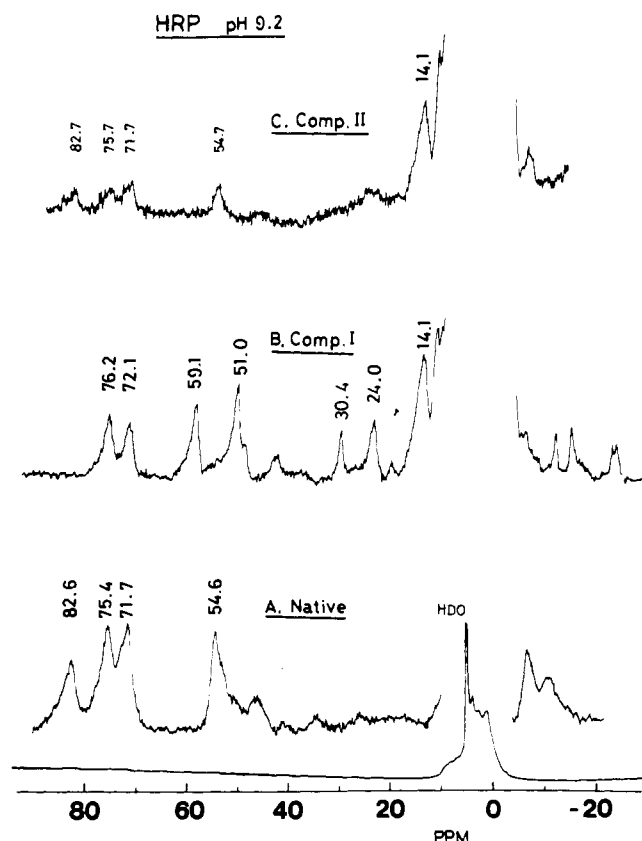 HRP pH 9.2
C. Comp. II
82.7 75.7 71.7 54.7 14.1
B. Comp. I
76.2 72.1 59.1 51.0 30.4 24.0 14.1
A. Native
82.6 75.4 71.7 54.6
HDO
80 60 40 20 0 -20
PPM